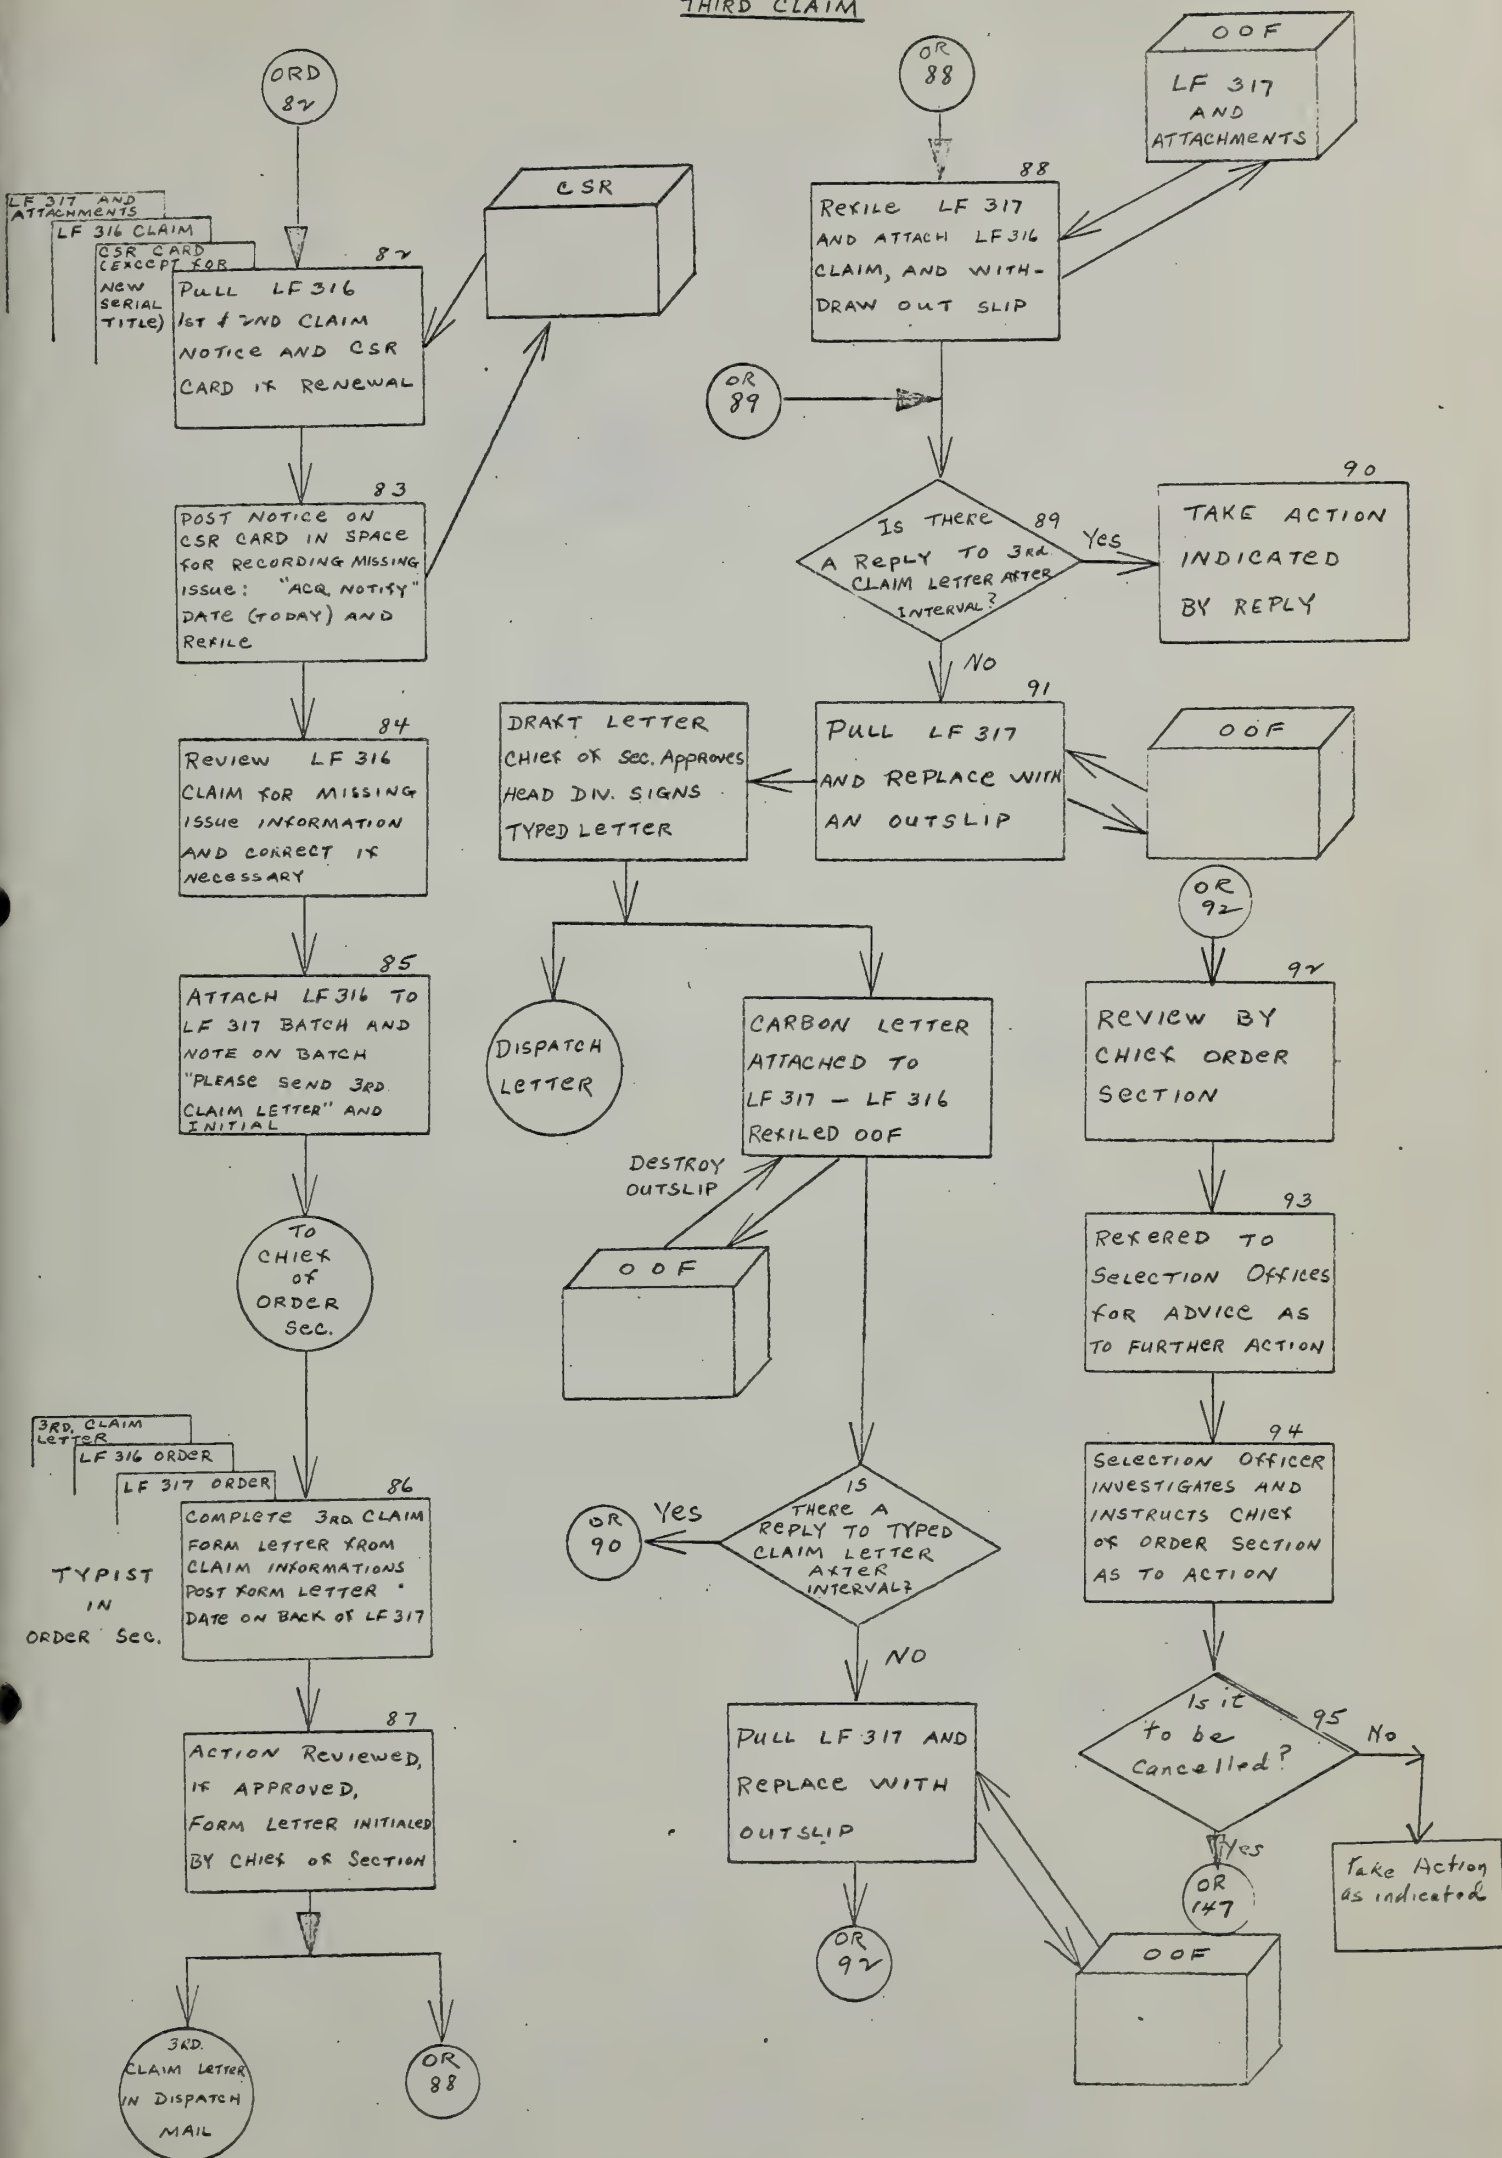 THIRD CLAIM
ORD
82
LF 317 AND
ATTACHMENTS
LF 316 CLAIM
CSR CARD
(EXCEPT FOR
NEW
SERIAL
TITLE)
82
PULL LF 316
1ST & 2ND CLAIM
NOTICE AND CSR
CARD IF RENEWAL
CSR
83
POST NOTICE ON
CSR CARD IN SPACE
FOR RECORDING MISSING
ISSUE: "ACQ. NOTIFY"
DATE (TODAY) AND
REFILE
84
REVIEW LF 316
CLAIM FOR MISSING
ISSUE INFORMATION
AND CORRECT IF
NECESSARY
85
ATTACH LF 316 TO
LF 317 BATCH AND
NOTE ON BATCH
"PLEASE SEND 3RD.
CLAIM LETTER" AND
INITIAL
TO
CHIEF
OF
ORDER
SEC.
3RD. CLAIM
LETTER
LF 316 ORDER
LF 317 ORDER
TYPIST
IN
ORDER SEC.
86
COMPLETE 3RD. CLAIM
FORM LETTER FROM
CLAIM INFORMATIONS
POST FORM LETTER
DATE ON BACK OF LF 317
87
ACTION REVIEWED,
IF APPROVED,
FORM LETTER INITIALED
BY CHIEF OF SECTION
3RD.
CLAIM LETTER
IN DISPATCH
MAIL
OR
88
OR
88
OOF
LF 317
AND
ATTACHMENTS
88
REFILE LF 317
AND ATTACH LF 316
CLAIM, AND WITH-
DRAW OUT SLIP
OR
89
89
IS THERE
A REPLY TO 3RD.
CLAIM LETTER AFTER
INTERVAL?
Yes
90
TAKE ACTION
INDICATED
BY REPLY
NO
91
PULL LF 317
AND REPLACE WITH
AN OUTSLIP
OOF
DRAFT LETTER
CHIEF OF SEC. APPROVES
HEAD DIV. SIGNS
TYPED LETTER
DISPATCH
LETTER
CARBON LETTER
ATTACHED TO
LF 317 - LF 316
REFILED OOF
DESTROY
OUTSLIP
OOF
IS
THERE A
REPLY TO TYPED
CLAIM LETTER
AFTER
INTERVAL?
Yes
OR
90
NO
PULL LF 317 AND
REPLACE WITH
OUTSLIP
OR
92
OOF
OR
92
92
REVIEW BY
CHIEF ORDER
SECTION
93
REFERED TO
SELECTION OFFICES
FOR ADVICE AS
TO FURTHER ACTION
94
SELECTION OFFICER
INVESTIGATES AND
INSTRUCTS CHIEF
OF ORDER SECTION
AS TO ACTION
95
Is it
to be
Cancelled?
No
Take Action
as indicated
Yes
OR
147